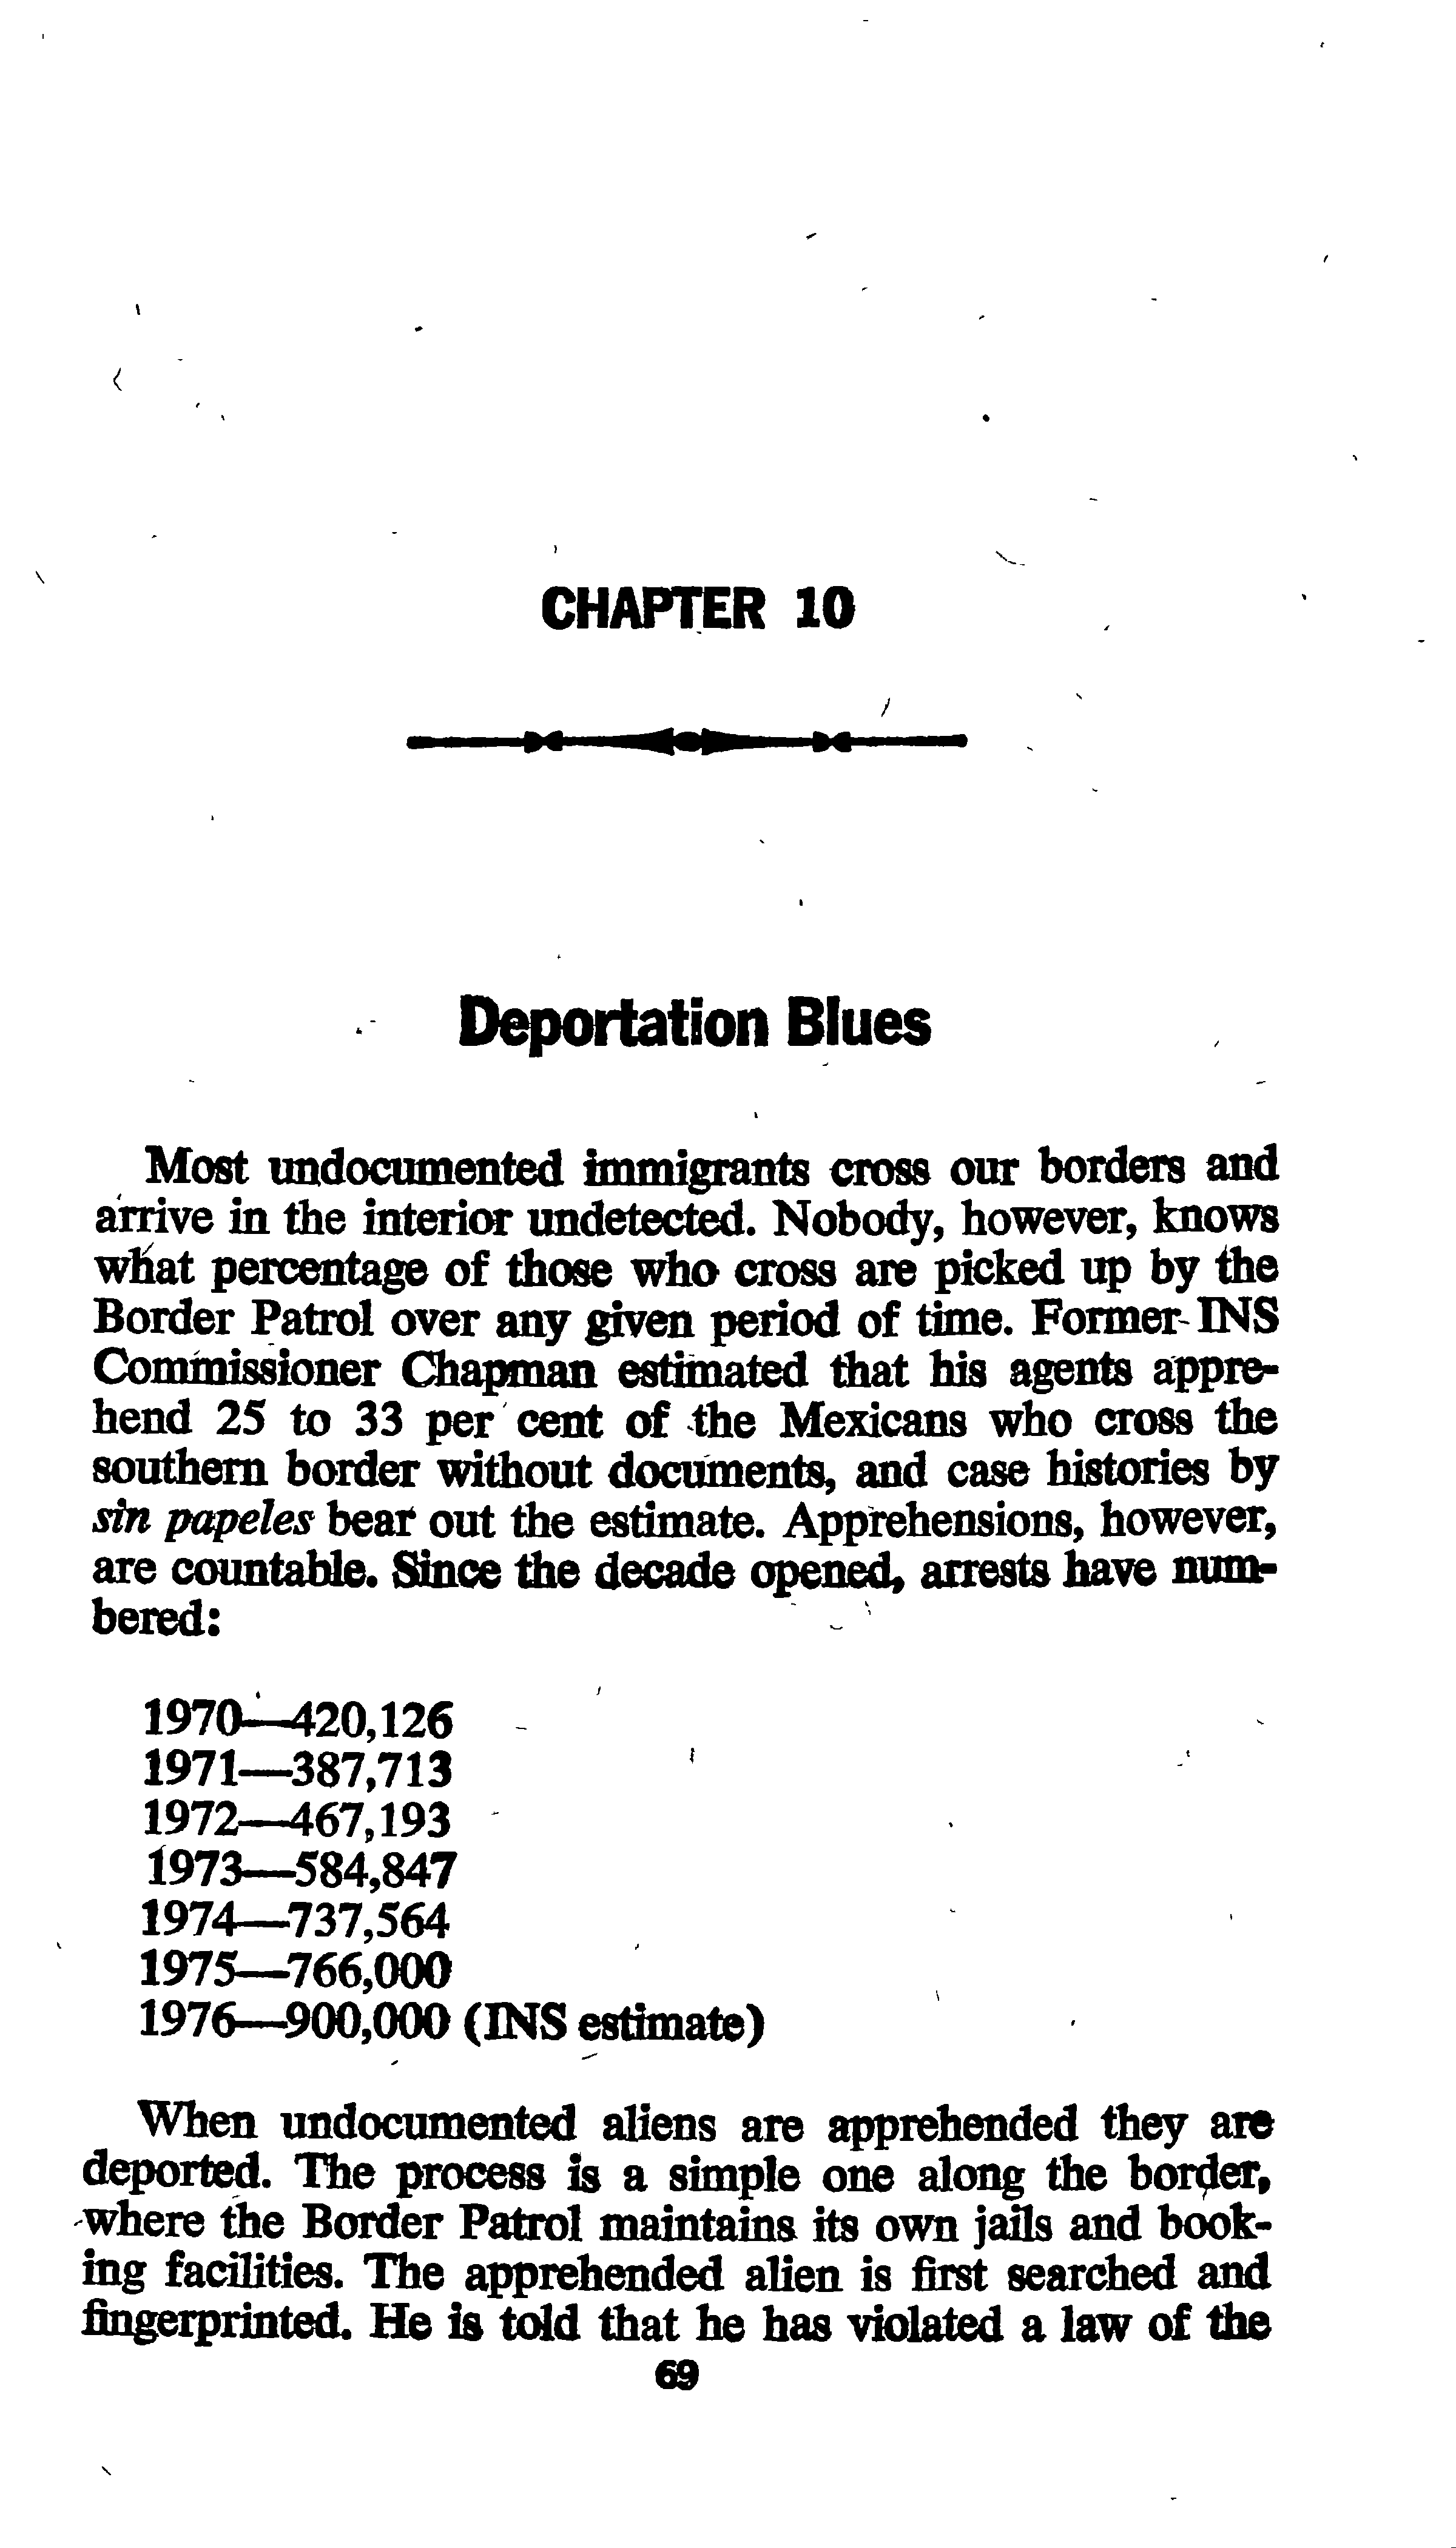 CHAPTER 10
Deportation Blues
Most undocumented immigrants cross our borders and
arrive in the interior undetected. Nobody, however, knows
what percentage of those who cross are picked up by the
Border Patrol over any given period of time. Former INS
Commissioner Chapman estimated that his agents appre-
hend 25 to 33 per cent of the Mexicans who cross the
southern border without documents, and case histories by
sin papeles bear out the estimate. Apprehensions, however,
are countable. Since the decade opened, arrests have num-
bered:
1970—420,126
1971—387,713
1972—467,193
1973—584,847
1974—737,564
1975—766,000
1976—900,000 (INS estimate)
When undocumented aliens are apprehended they are
deported. The process is a simple one along the border,
where the Border Patrol maintains its own jails and book-
ing facilities. The apprehended alien is first searched and
fingerprinted. He is told that he has violated a law of the
69